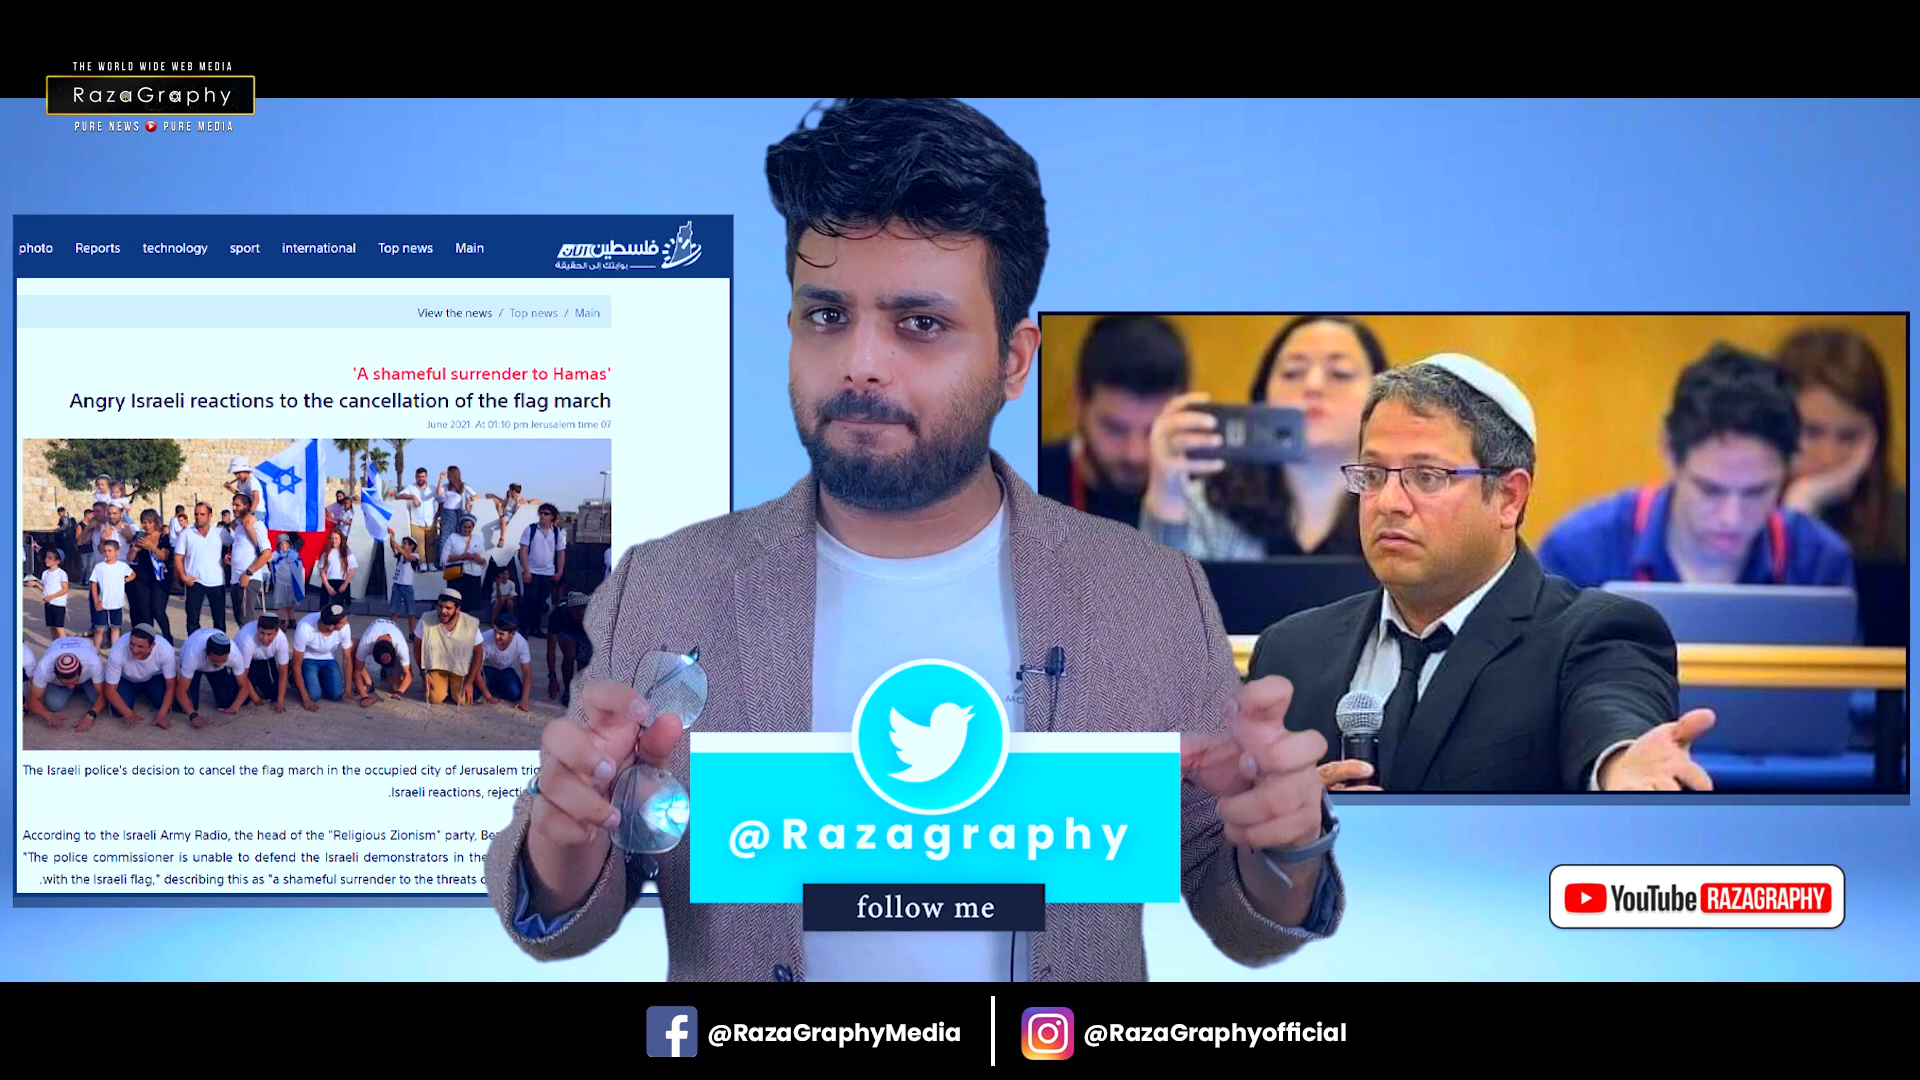 THE WORLD WIDE WEB MEDIA
RazaGraphy
PURE NEWS PURE MEDIA
photo Reports technology sport international Top news Main
فلسطين
بوابتك إلى الحقيقة
View the news / Top news / Main
'A shameful surrender to Hamas'
Angry Israeli reactions to the cancellation of the flag march
June 2021. At 01:10 pm Jerusalem time 07
The Israeli police's decision to cancel the flag march in the occupied city of Jerusalem
.Israeli reactions,
According to the Israeli Army Radio, the head of the "Religious Zionism" party,
"The police commissioner is unable to defend the Israeli demonstrators in the
.with the Israeli flag," describing this as "a shameful surrender to the threats
@Razagraphy
follow me
YouTube RAZAGRAPHY
@RazaGraphyMedia
@RazaGraphyofficial